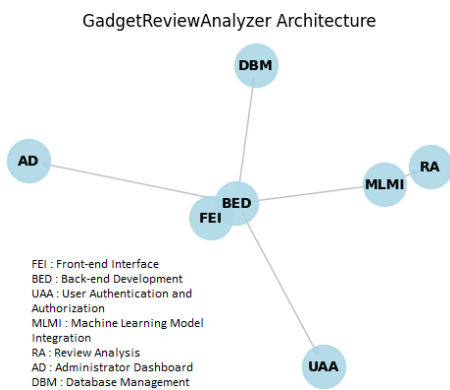 GadgetReviewAnalyzer Architecture
DBM
AD
RA
MLMI
BED
FEI
FEI : Front-end Interface
BED : Back-end Development
UAA : User Authentication and
Authorization
MLMI : Machine Learning Model
Integration
RA : Review Analysis
AD : Administrator Dashboard
DBM : Database Management
UAA